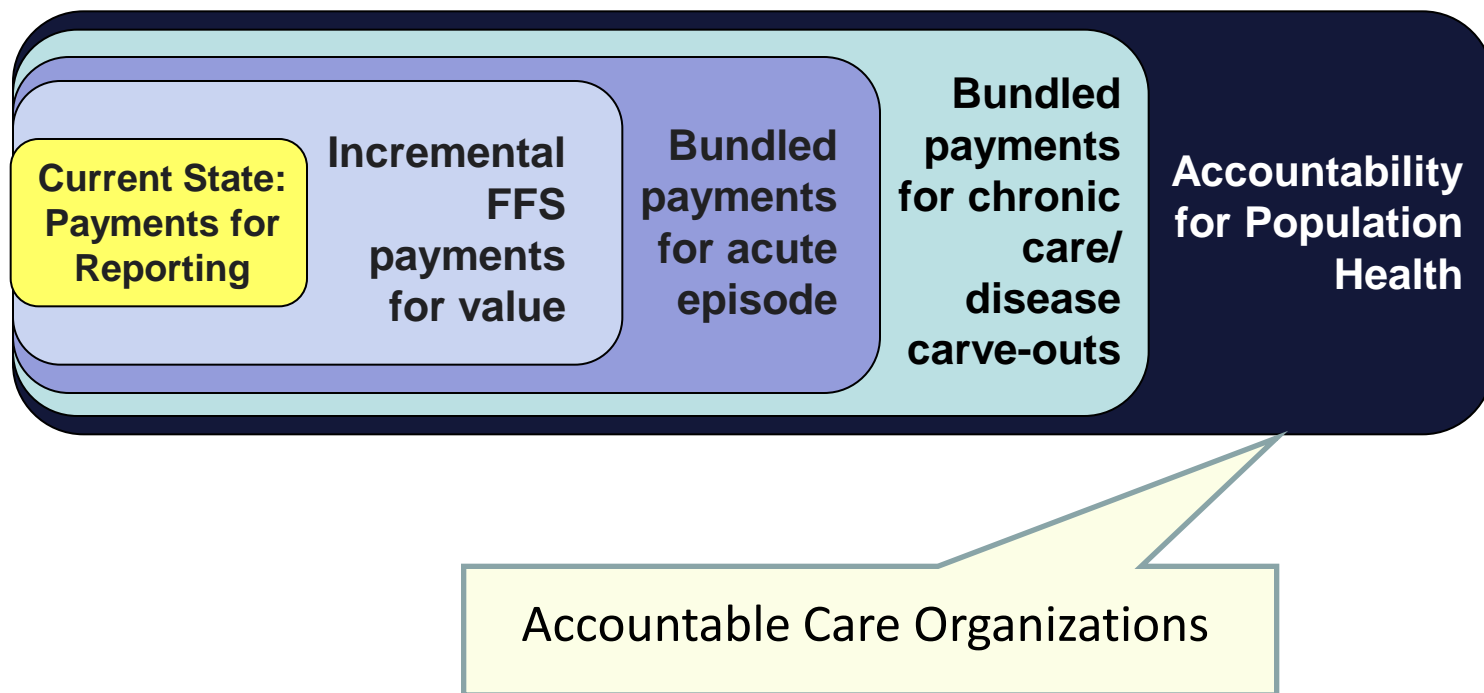 Current State:
Payments for
Reporting
Incremental
FFS
payments
for value
Bundled
payments
for acute
episode
Bundled
payments
for chronic
care/
disease
carve-outs
Accountability
for Population
Health
Accountable Care Organizations